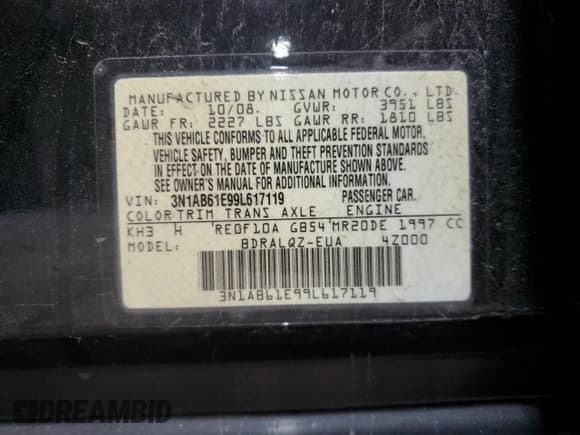 MANUFACTURED BY NISSAN MOTOR CO., LTD.
DATE: 10/08. GVWR: 3951 LBS
GAWR FR: 2227 LBS GAWR RR: 1810 LBS
THIS VEHICLE CONFORMS TO ALL APPLICABLE FEDERAL MOTOR,
VEHICLE SAFETY, BUMPER AND THEFT PREVENTION STANDARDS
IN EFFECT ON THE DATE OF MANUFACTURE SHOWN ABOVE.
SEE OWNER'S MANUAL FOR ADDITIONAL INFORMATION.
VIN: 3N1AB61E99L617119 PASSENGER CAR.
COLOR TRIM TRANS AXLE ENGINE
KH3 H RE0F10A GB54 MR20DE 1997 CC
MODEL: BDRALQZ-EUA 4Z000
3N1AB61E99L617119
DREAMBID